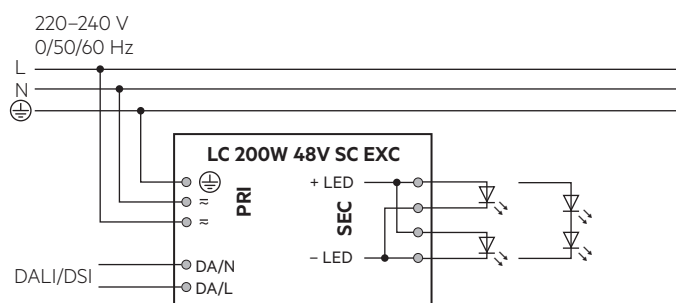 220–240 V
0/50/60 Hz
L
N
LC 200W 48V SC EXC
PRI
≂
≂
+ LED
SEC
– LED
DALI/DSI
DA/N
DA/L